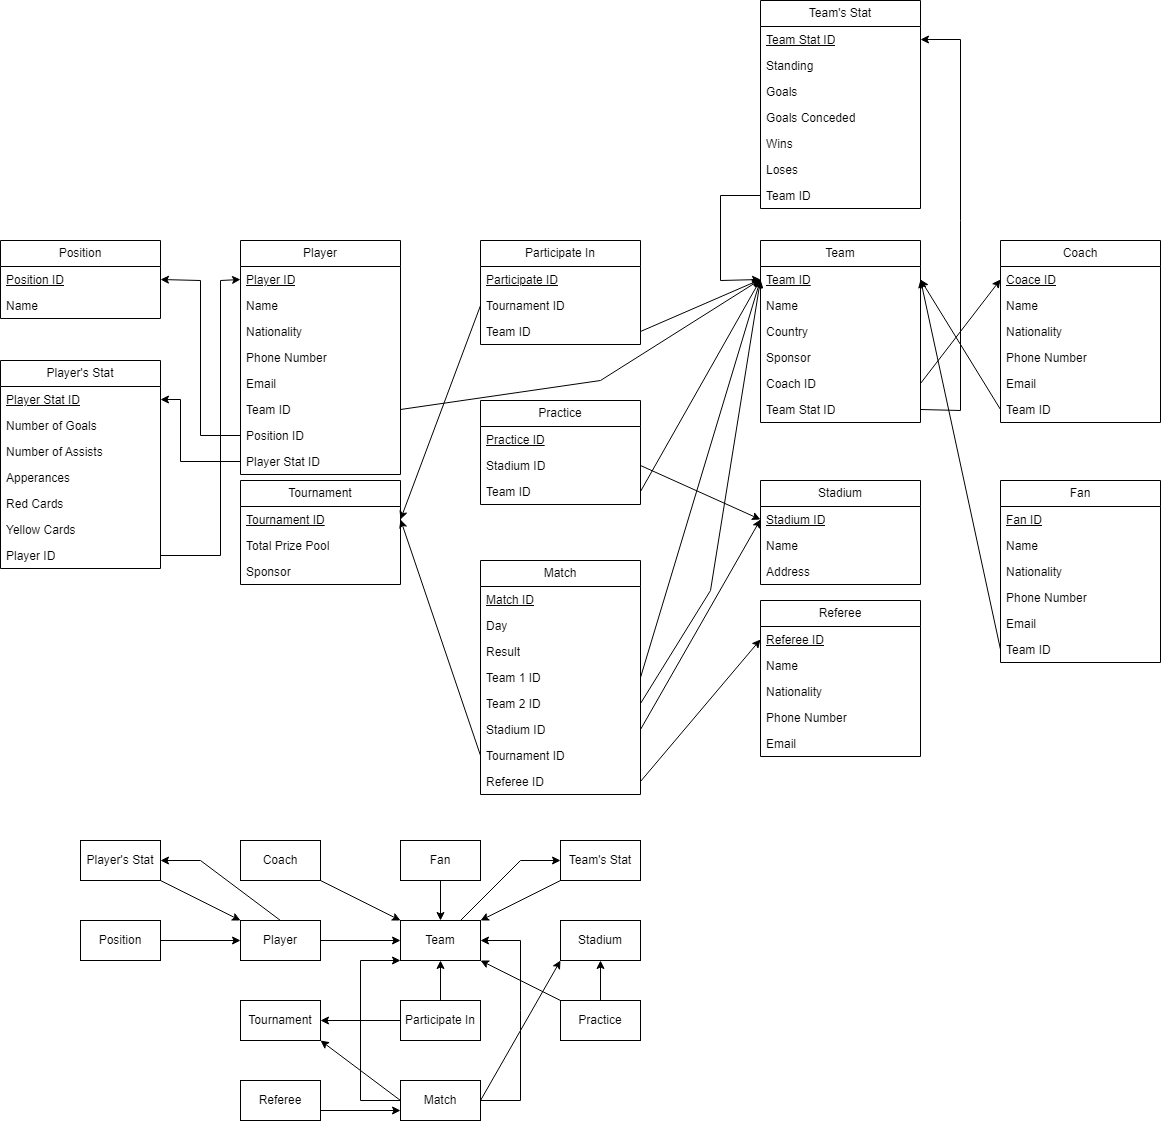 Team's Stat
Team Stat ID
Standing
Goals
Goals Conceded
Wins
Loses
Team ID
Position
Position ID
Name
Player
Player ID
Name
Nationality
Phone Number
Email
Team ID
Position ID
Player Stat ID
Participate In
Participate ID
Tournament ID
Team ID
Team
Team ID
Name
Country
Sponsor
Coach ID
Team Stat ID
Coach
Coace ID
Name
Nationality
Phone Number
Email
Team ID
Player's Stat
Player Stat ID
Number of Goals
Number of Assists
Apperances
Red Cards
Yellow Cards
Player ID
Practice
Practice ID
Stadium ID
Team ID
Tournament
Tournament ID
Total Prize Pool
Sponsor
Stadium
Stadium ID
Name
Address
Fan
Fan ID
Name
Nationality
Phone Number
Email
Team ID
Match
Match ID
Day
Result
Team 1 ID
Team 2 ID
Stadium ID
Tournament ID
Referee ID
Referee
Referee ID
Name
Nationality
Phone Number
Email
Player's Stat
Coach
Fan
Team's Stat
Position
Player
Team
Stadium
Tournament
Participate In
Practice
Referee
Match